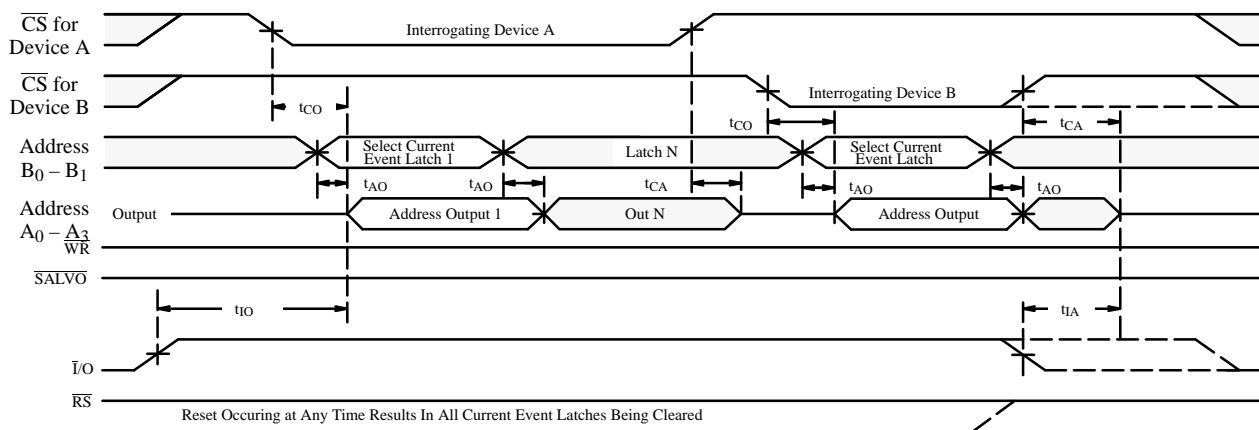 CS for
Device A
Interrogating Device A
CS for
Device B
Interrogating Device B
tCO
tCO
tCA
Address
B0 – B1
Select Current
Event Latch 1
Latch N
Select Current
Event Latch
tAO
tAO
tCA
tAO
tAO
Address
A0 – A3
Output
Address Output 1
Out N
Address Output
WR
SALVO
tIO
tIA
I/O
RS
Reset Occuring at Any Time Results In All Current Event Latches Being Cleared